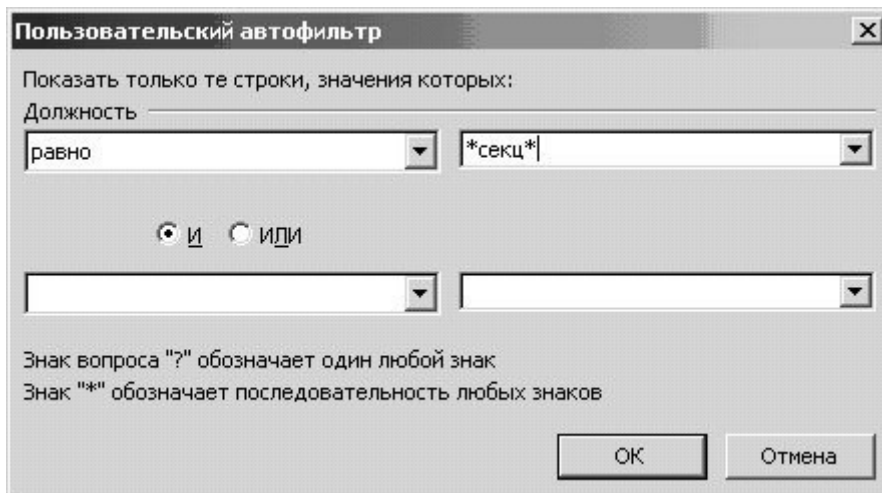 Пользовательский автофильтр
Показать только те строки, значения которых:
Должность
равно *секц*
И ИЛИ
Знак вопроса "?" обозначает один любой знак
Знак "*" обозначает последовательность любых знаков
ОК Отмена